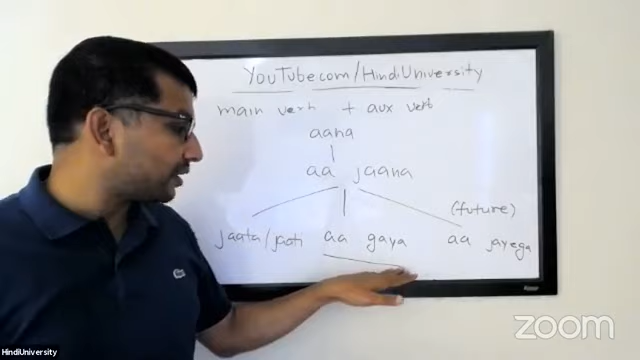 YouTube.com/HindiUniversity
main verb + aux verb
aana
aa jaana
(future)
jaata/jaati aa gaya aa jayega
HindiUniversity
zoom